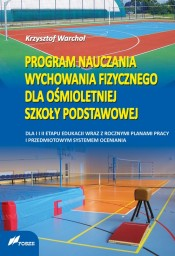 Krzysztof Warchoł
PROGRAM NAUCZANIA
WYCHOWANIA FIZYCZNEGO
DLA OŚMIOLETNIEJ
SZKOŁY PODSTAWOWEJ
DLA I I II ETAPU EDUKACJI WRAZ Z ROCZNYMI PLANAMI PRACY
I PRZEDMIOTOWYM SYSTEMEM OCENIANIA
FOSZE